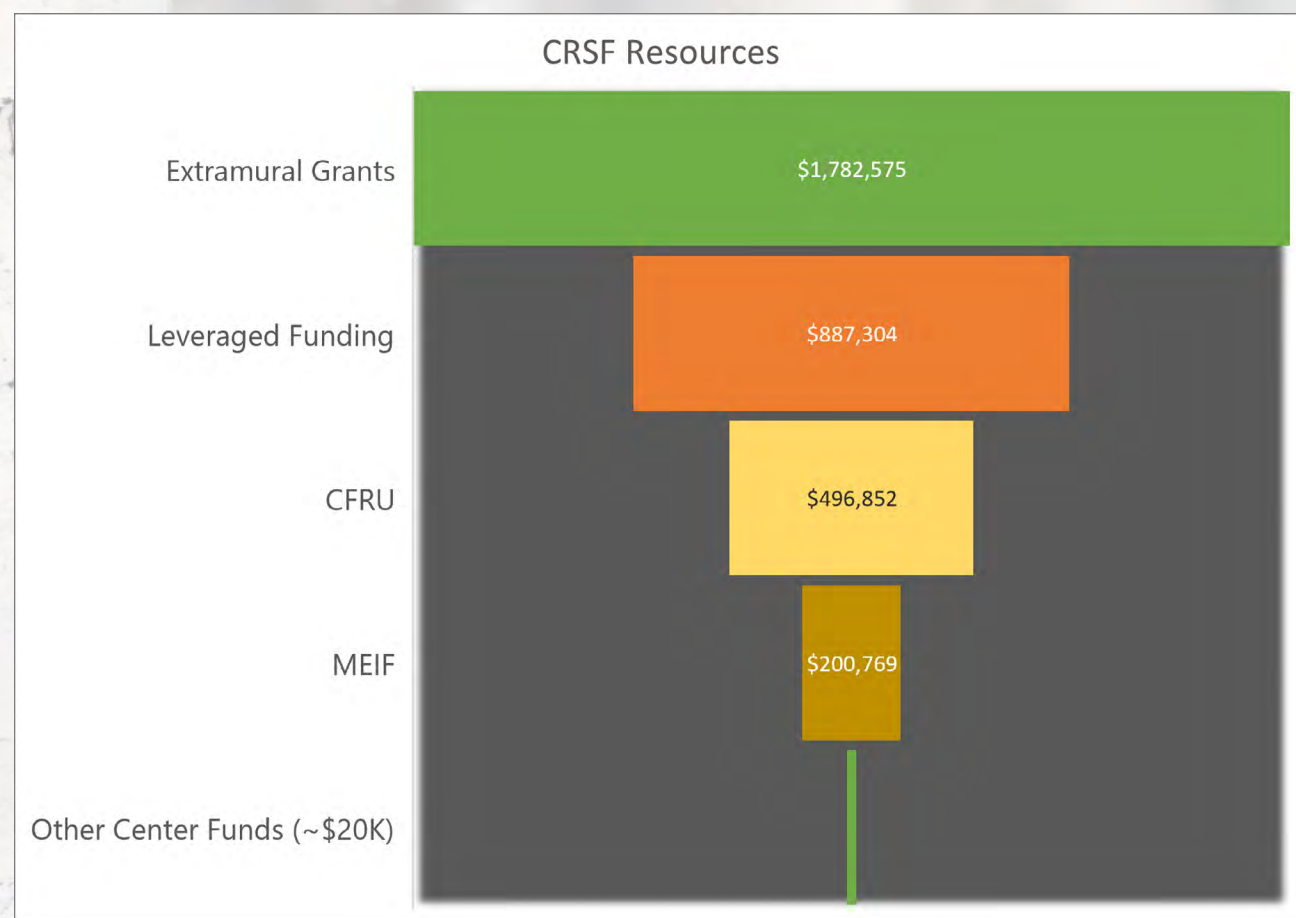 CRSF Resources
Extramural Grants
$1,782,575
Leveraged Funding
$887,304
CFRU
$496,852
MEIF
$200,769
Other Center Funds (~$20K)